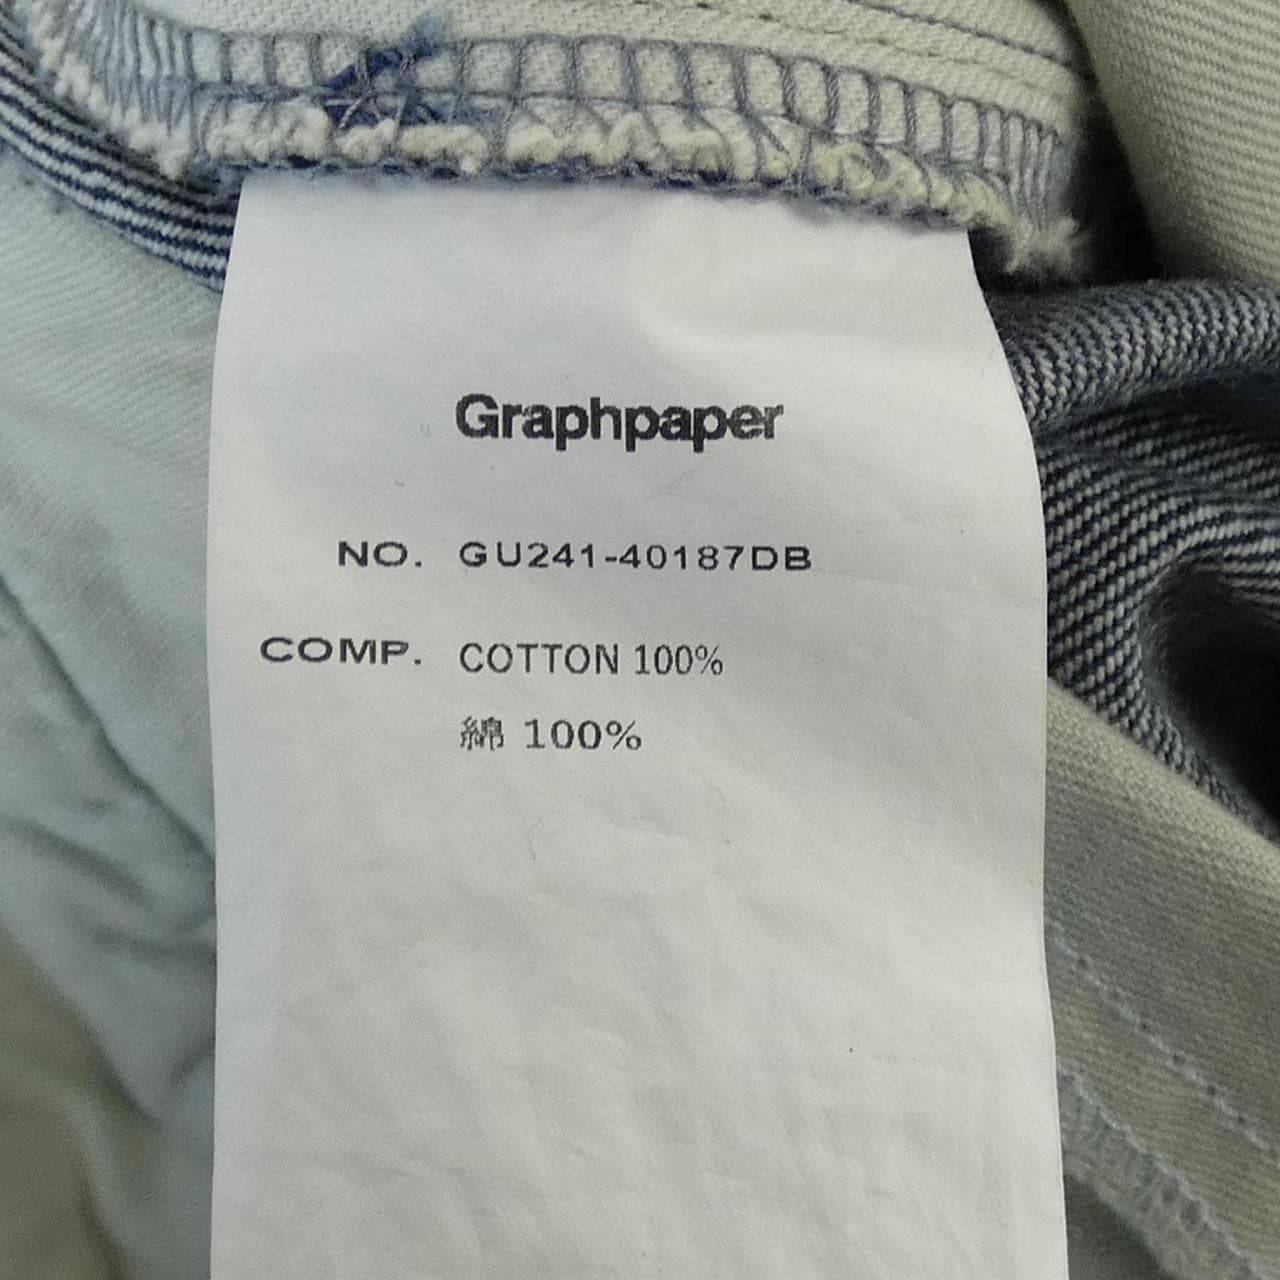 Graphpaper
NO. GU241-40187DB
COMP. COTTON 100%
綿 100%